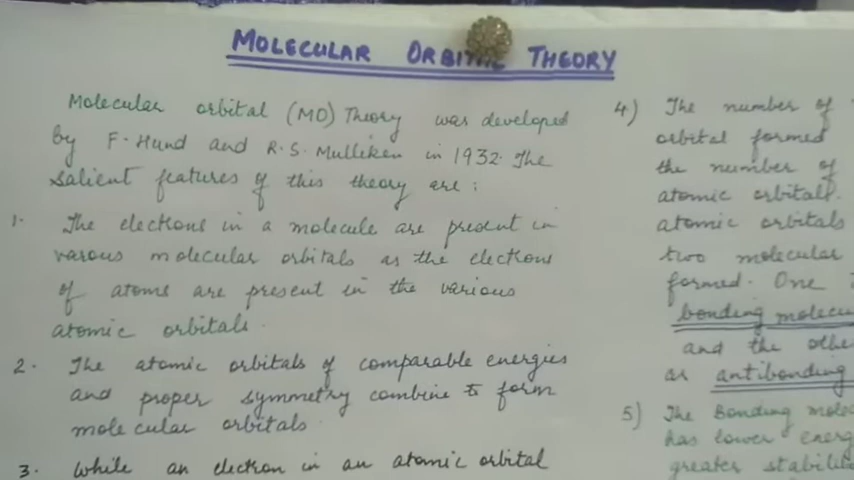 MOLECULAR ORBITAL THEORY
Molecular orbital (MO) Theory was developed
by F. Hund and R.S. Mulliken in 1932. The
salient features of this theory are :
1. The electrons in a molecule are present in
varous molecular orbitals as the electrons
of atoms are present in the various
atomic orbitals.
2. The atomic orbitals of comparable energies
and proper symmetry combine to form
molecular orbitals.
3. While an electron in an atomic orbital
4) The number of
orbital formed
the number of
atomic orbitals.
atomic orbitals
two molecular
formed. One
bonding molecu
and the othe
as antibonding
5) The Bonding mole
has lower energ
greater stabili